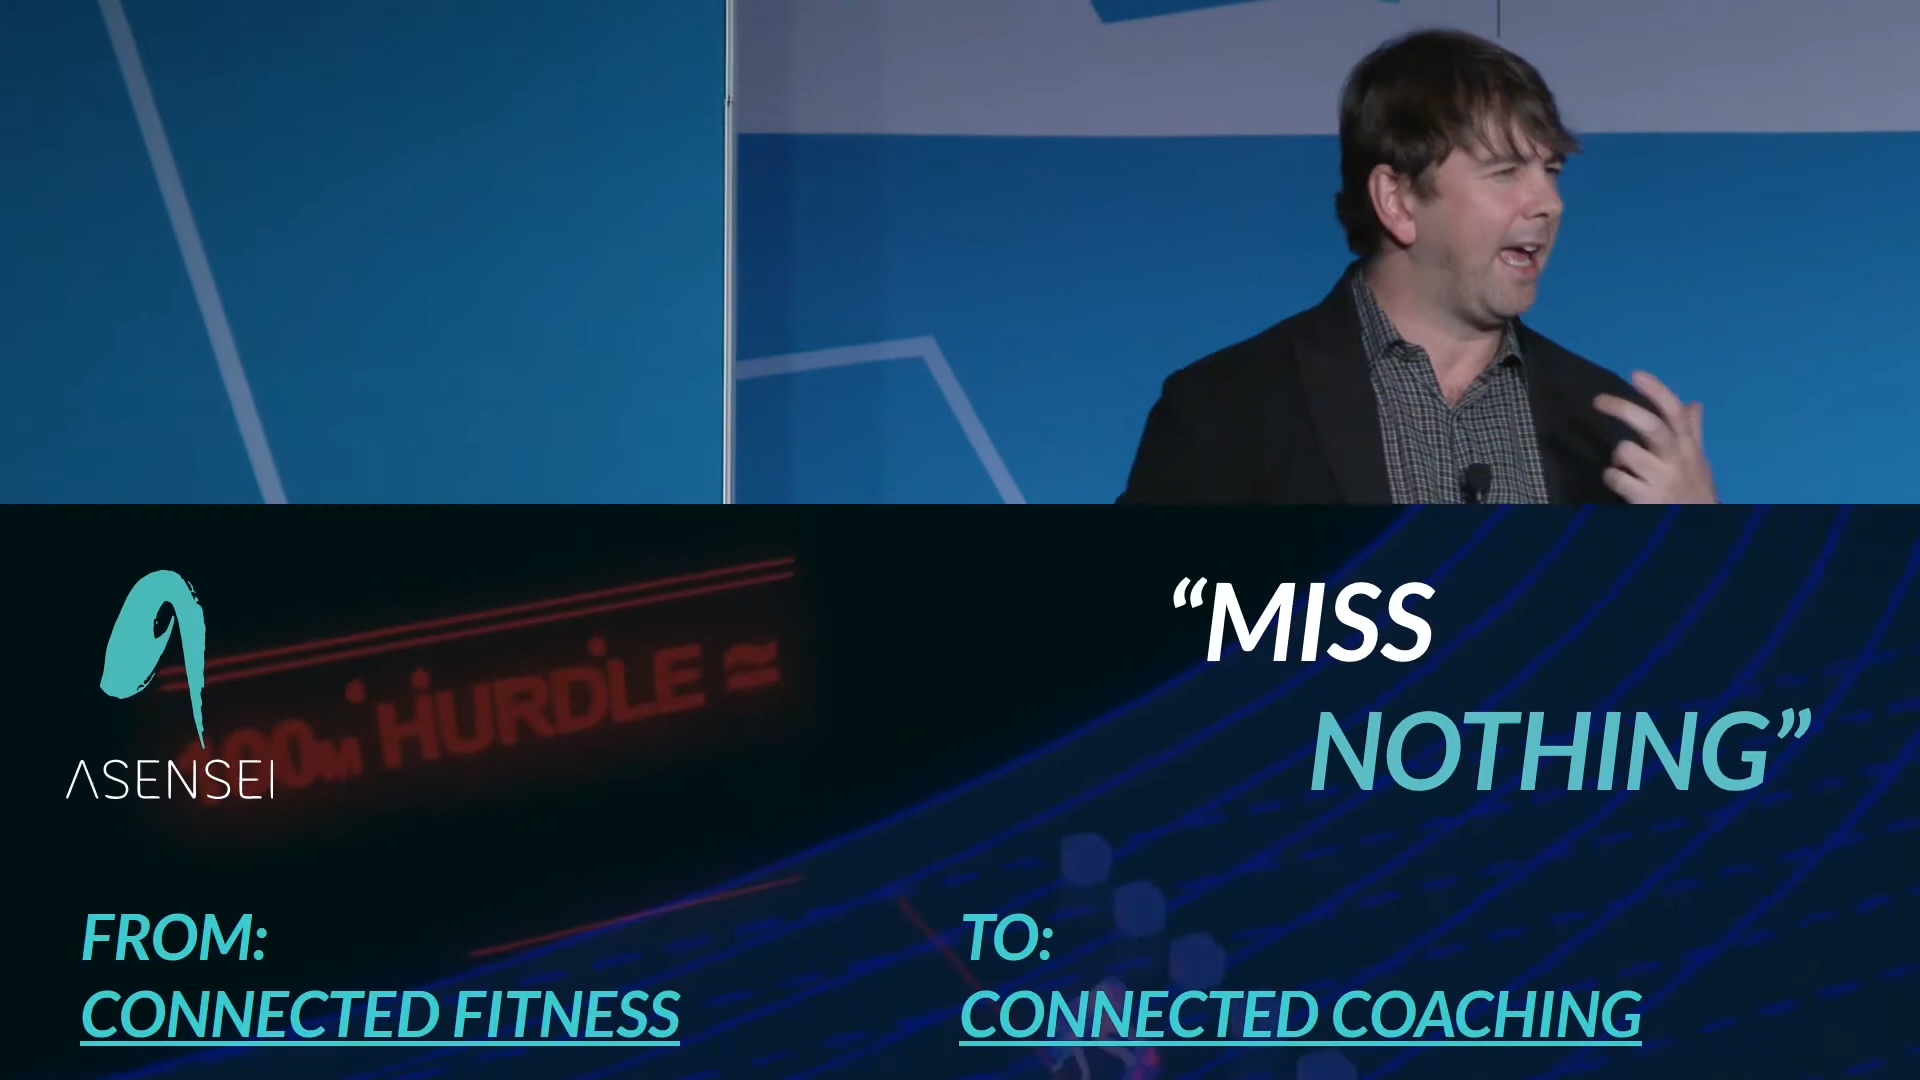 “MISS
NOTHING”
HURDLE ≈
ASENSEI
FROM:
CONNECTED FITNESS
TO:
CONNECTED COACHING